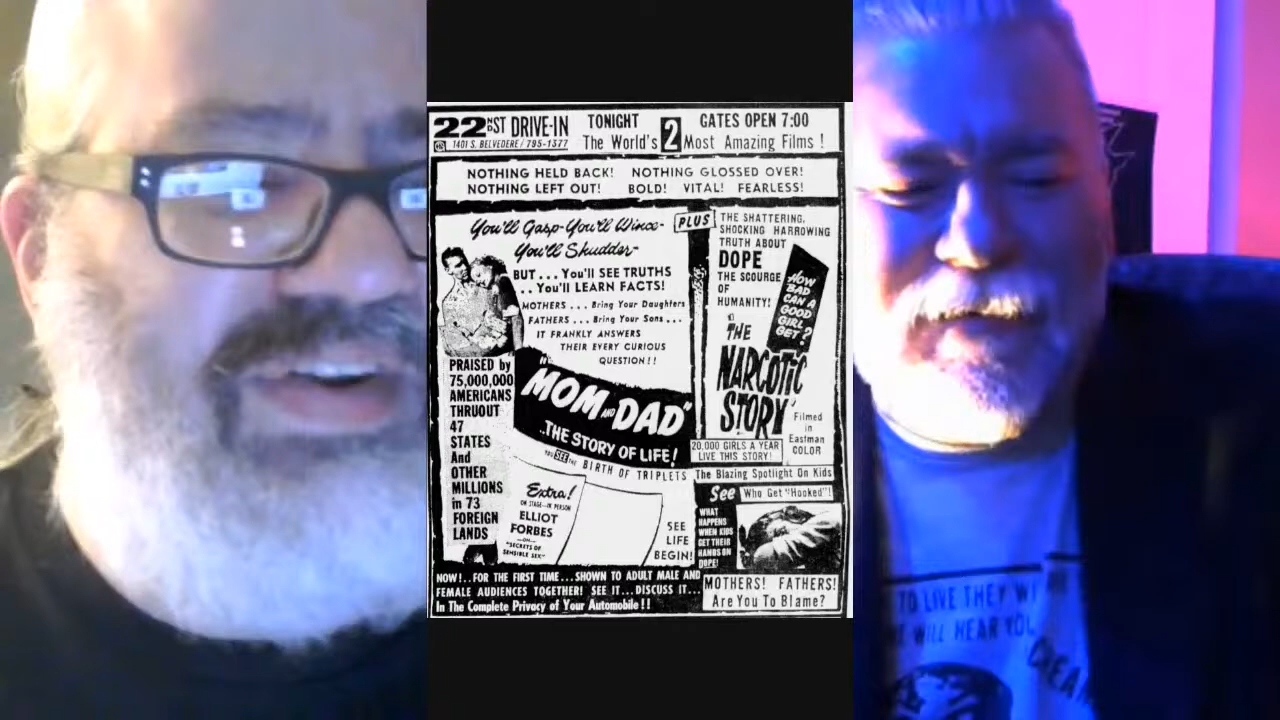 22ND ST DRIVE-IN
1401 S. BELVEDERE / 795-1377
TONIGHT
GATES OPEN 7:00
The World's 2 Most Amazing Films!
NOTHING HELD BACK! NOTHING GLOSSED OVER!
NOTHING LEFT OUT! BOLD! VITAL! FEARLESS!
You'll Gasp-You'll Wince-
You'll Shudder-
BUT... You'll SEE TRUTHS
.. You'll LEARN FACTS!
MOTHERS... Bring Your Daughters
FATHERS... Bring Your Sons...
IT FRANKLY ANSWERS
THEIR EVERY CURIOUS
QUESTION!!
PRAISED by
75,000,000
AMERICANS
THRUOUT
47
STATES
And
OTHER
MILLIONS
in 73
FOREIGN
LANDS
"MOM AND DAD"
..THE STORY OF LIFE!
YOU SEE THE BIRTH OF TRIPLETS
Extra!
ON STAGE-IN PERSON
ELLIOT
FORBES
-ON-
"SECRETS OF
SENSIBLE SEX"
SEE
LIFE
BEGIN!
NOW!..FOR THE FIRST TIME...SHOWN TO ADULT MALE AND
FEMALE AUDIENCES TOGETHER! SEE IT...DISCUSS IT...
In The Complete Privacy of Your Automobile!!
PLUS
THE SHATTERING,
SHOCKING HARROWING
TRUTH ABOUT
DOPE
THE SCOURGE
OF
HUMANITY!
HOW
BAD
CAN A
GOOD
GIRL
GET?
THE
NARCOTIC
STORY
Filmed
in
Eastman
COLOR
20,000 GIRLS A YEAR
LIVE THIS STORY!
The Blazing Spotlight On Kids
See Who Get "Hooked"!
WHAT
HAPPENS
WHEN KIDS
GET THEIR
HANDS ON
DOPE!
MOTHERS! FATHERS!
Are You To Blame?
TO LIVE THEY WI
WILL HEAR YOU